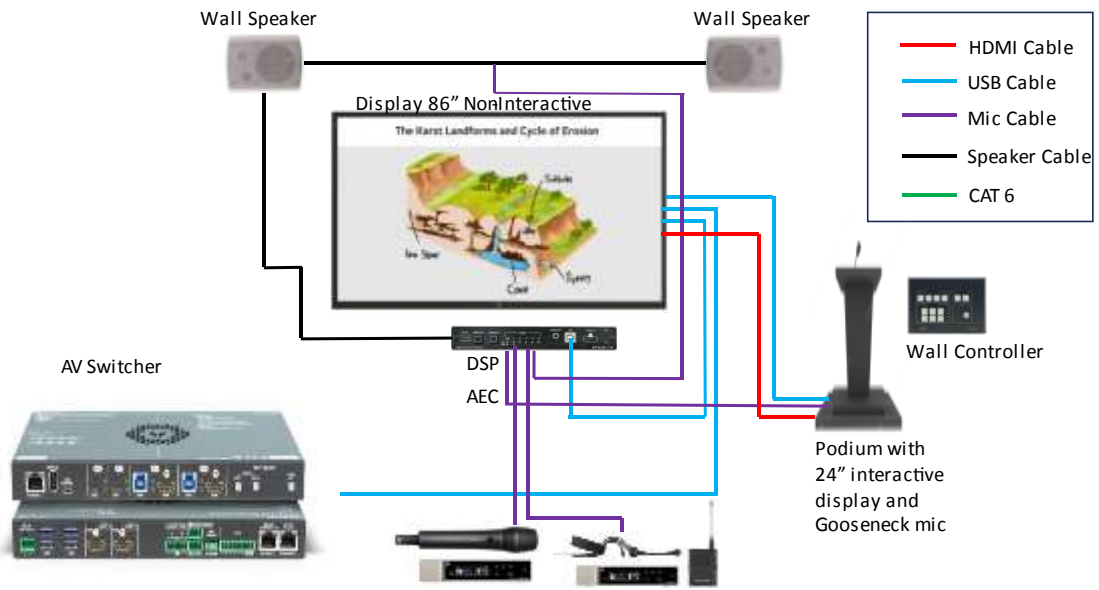 Wall Speaker
Wall Speaker
HDMI Cable
USB Cable
Mic Cable
Speaker Cable
CAT 6
Display 86” NonInteractive
The Karst Landforms and Cycle of Erosion
Cave
DSP
AEC
Wall Controller
AV Switcher
Podium with
24” interactive
display and
Gooseneck mic